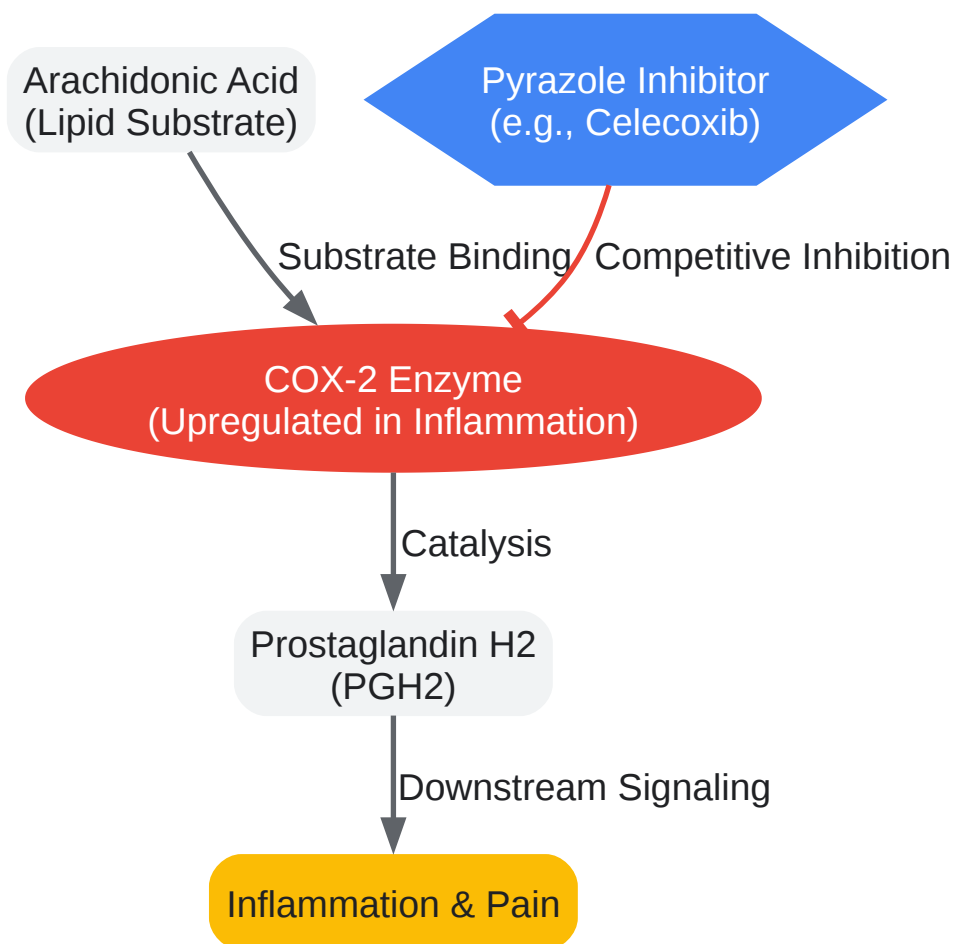 Arachidonic Acid
(Lipid Substrate)
Pyrazole Inhibitor
(e.g., Celecoxib)
Substrate Binding
Competitive Inhibition
COX-2 Enzyme
(Upregulated in Inflammation)
Catalysis
Prostaglandin H2
(PGH2)
Downstream Signaling
Inflammation & Pain